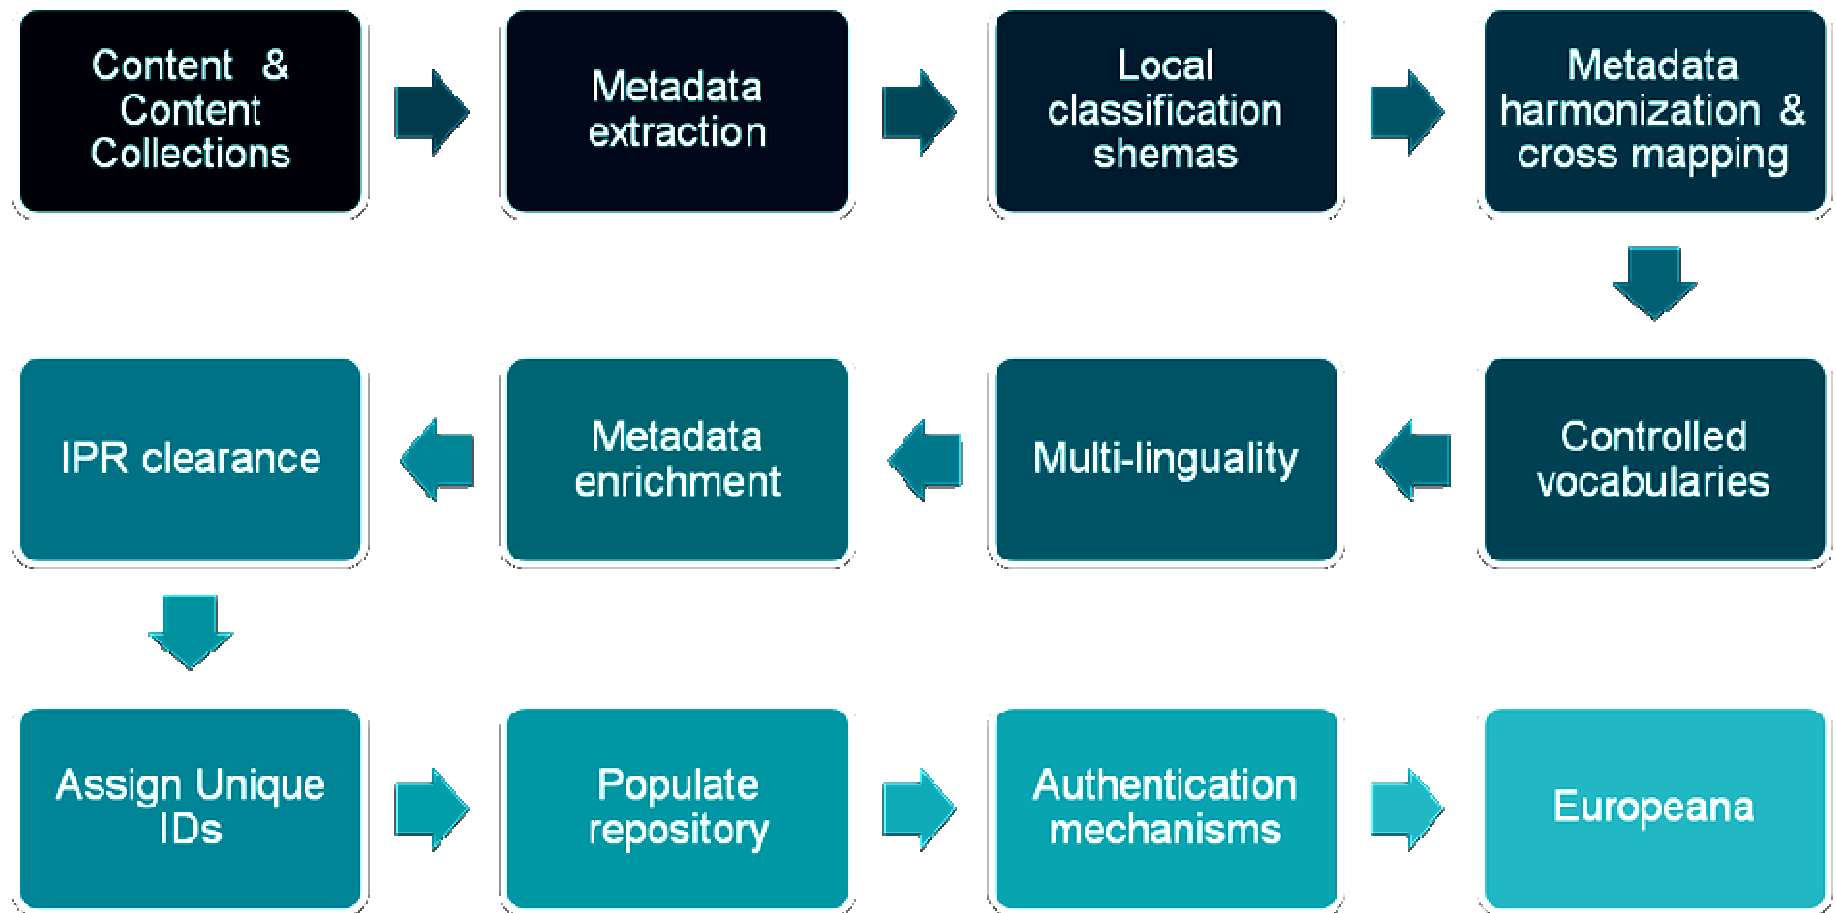 Content & 
Content
Collections
Metadata
extraction
Local
classification
shemas
Metadata
harmonization &
cross mapping
Controlled
vocabularies
Multi-linguality
Metadata
enrichment
IPR clearance
Assign Unique
IDs
Populate
repository
Authentication
mechanisms
Europeana